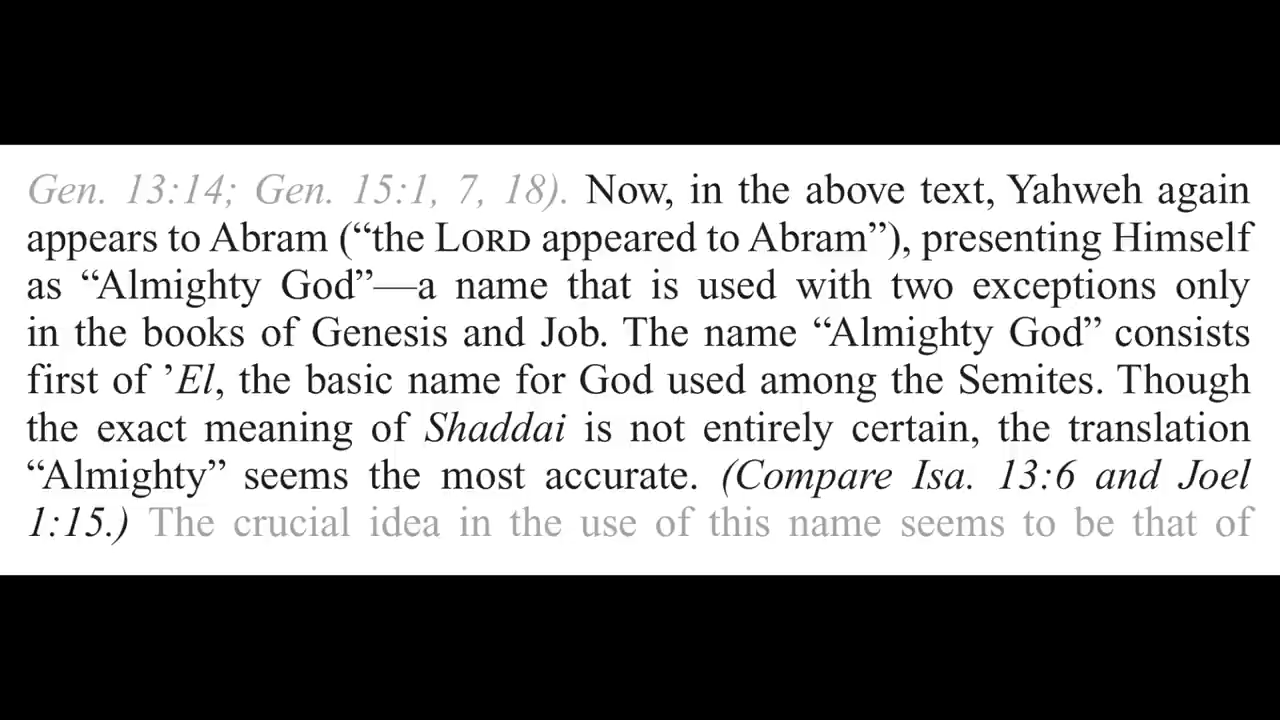 Gen. 13:14; Gen. 15:1, 7, 18). Now, in the above text, Yahweh again
appears to Abram (“the LORD appeared to Abram”), presenting Himself
as “Almighty God”—a name that is used with two exceptions only
in the books of Genesis and Job. The name “Almighty God” consists
first of ’El, the basic name for God used among the Semites. Though
the exact meaning of Shaddai is not entirely certain, the translation
“Almighty” seems the most accurate. (Compare Isa. 13:6 and Joel
1:15.) The crucial idea in the use of this name seems to be that of